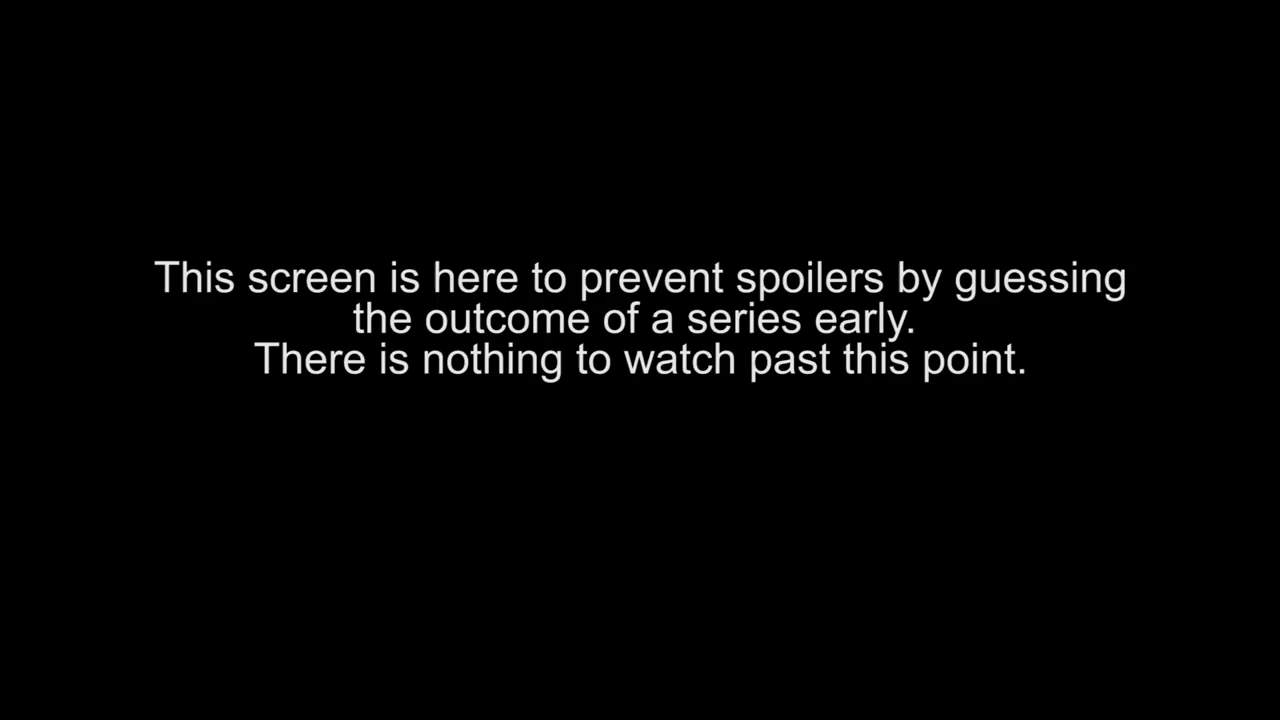 This screen is here to prevent spoilers by guessing
the outcome of a series early.
There is nothing to watch past this point.